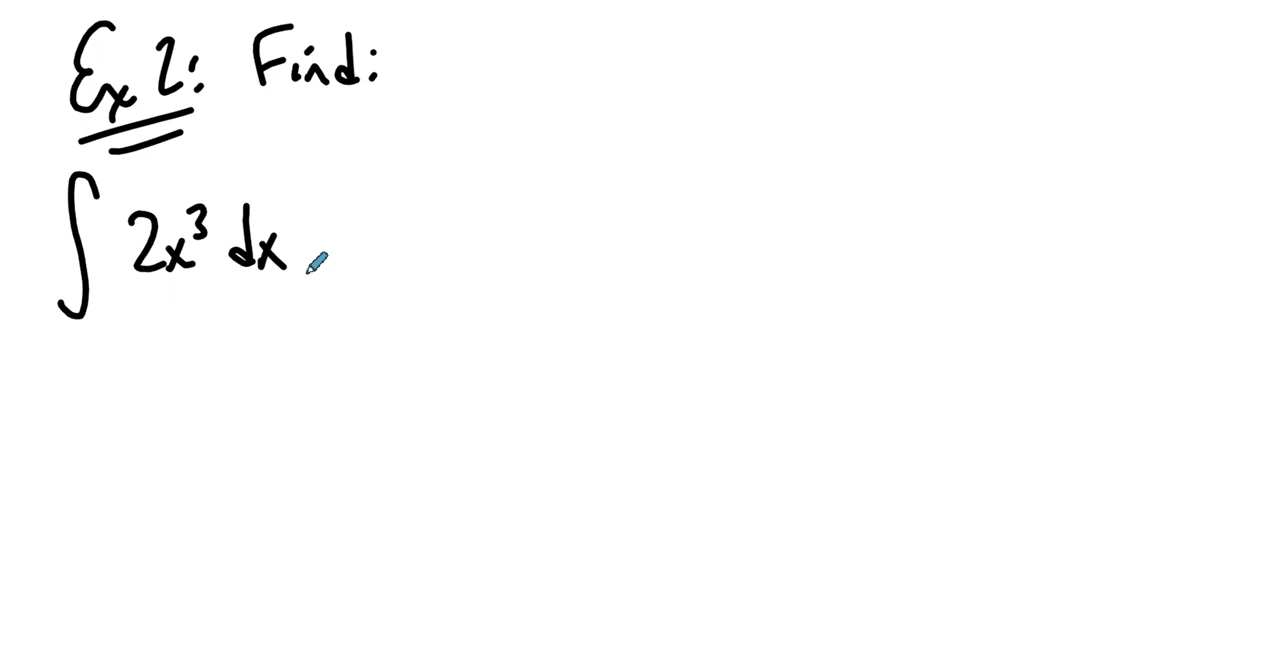 Ex 2: Find:
∫ 2x³ dx